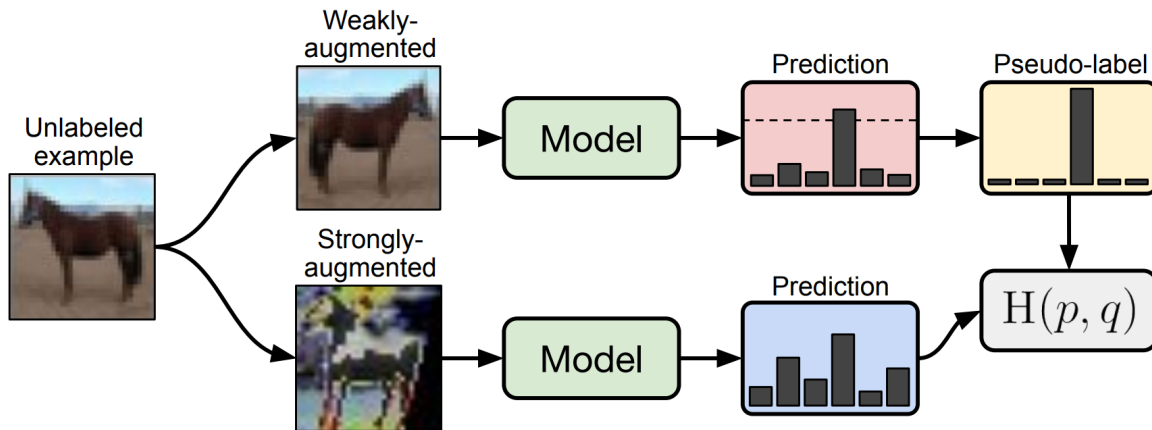 Unlabeled
example
Weakly-
augmented
Model
Prediction
Pseudo-label
Strongly-
augmented
Model
Prediction
H(p, q)